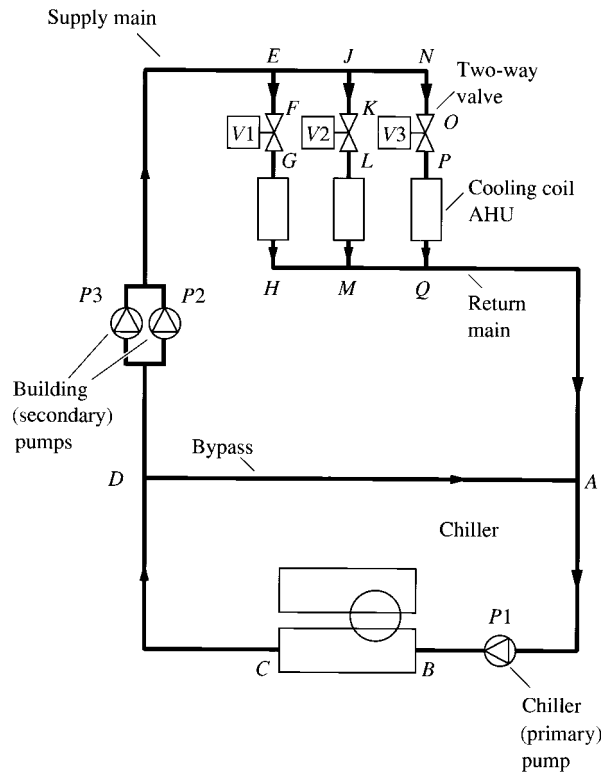 Supply main
E
J
N
Two-way
valve
F
K
O
V1
V2
V3
G
L
P
Cooling coil
AHU
H
M
Q
Return
main
P3
P2
Building
(secondary)
pumps
Bypass
D
A
Chiller
P1
C
B
Chiller
(primary)
pump